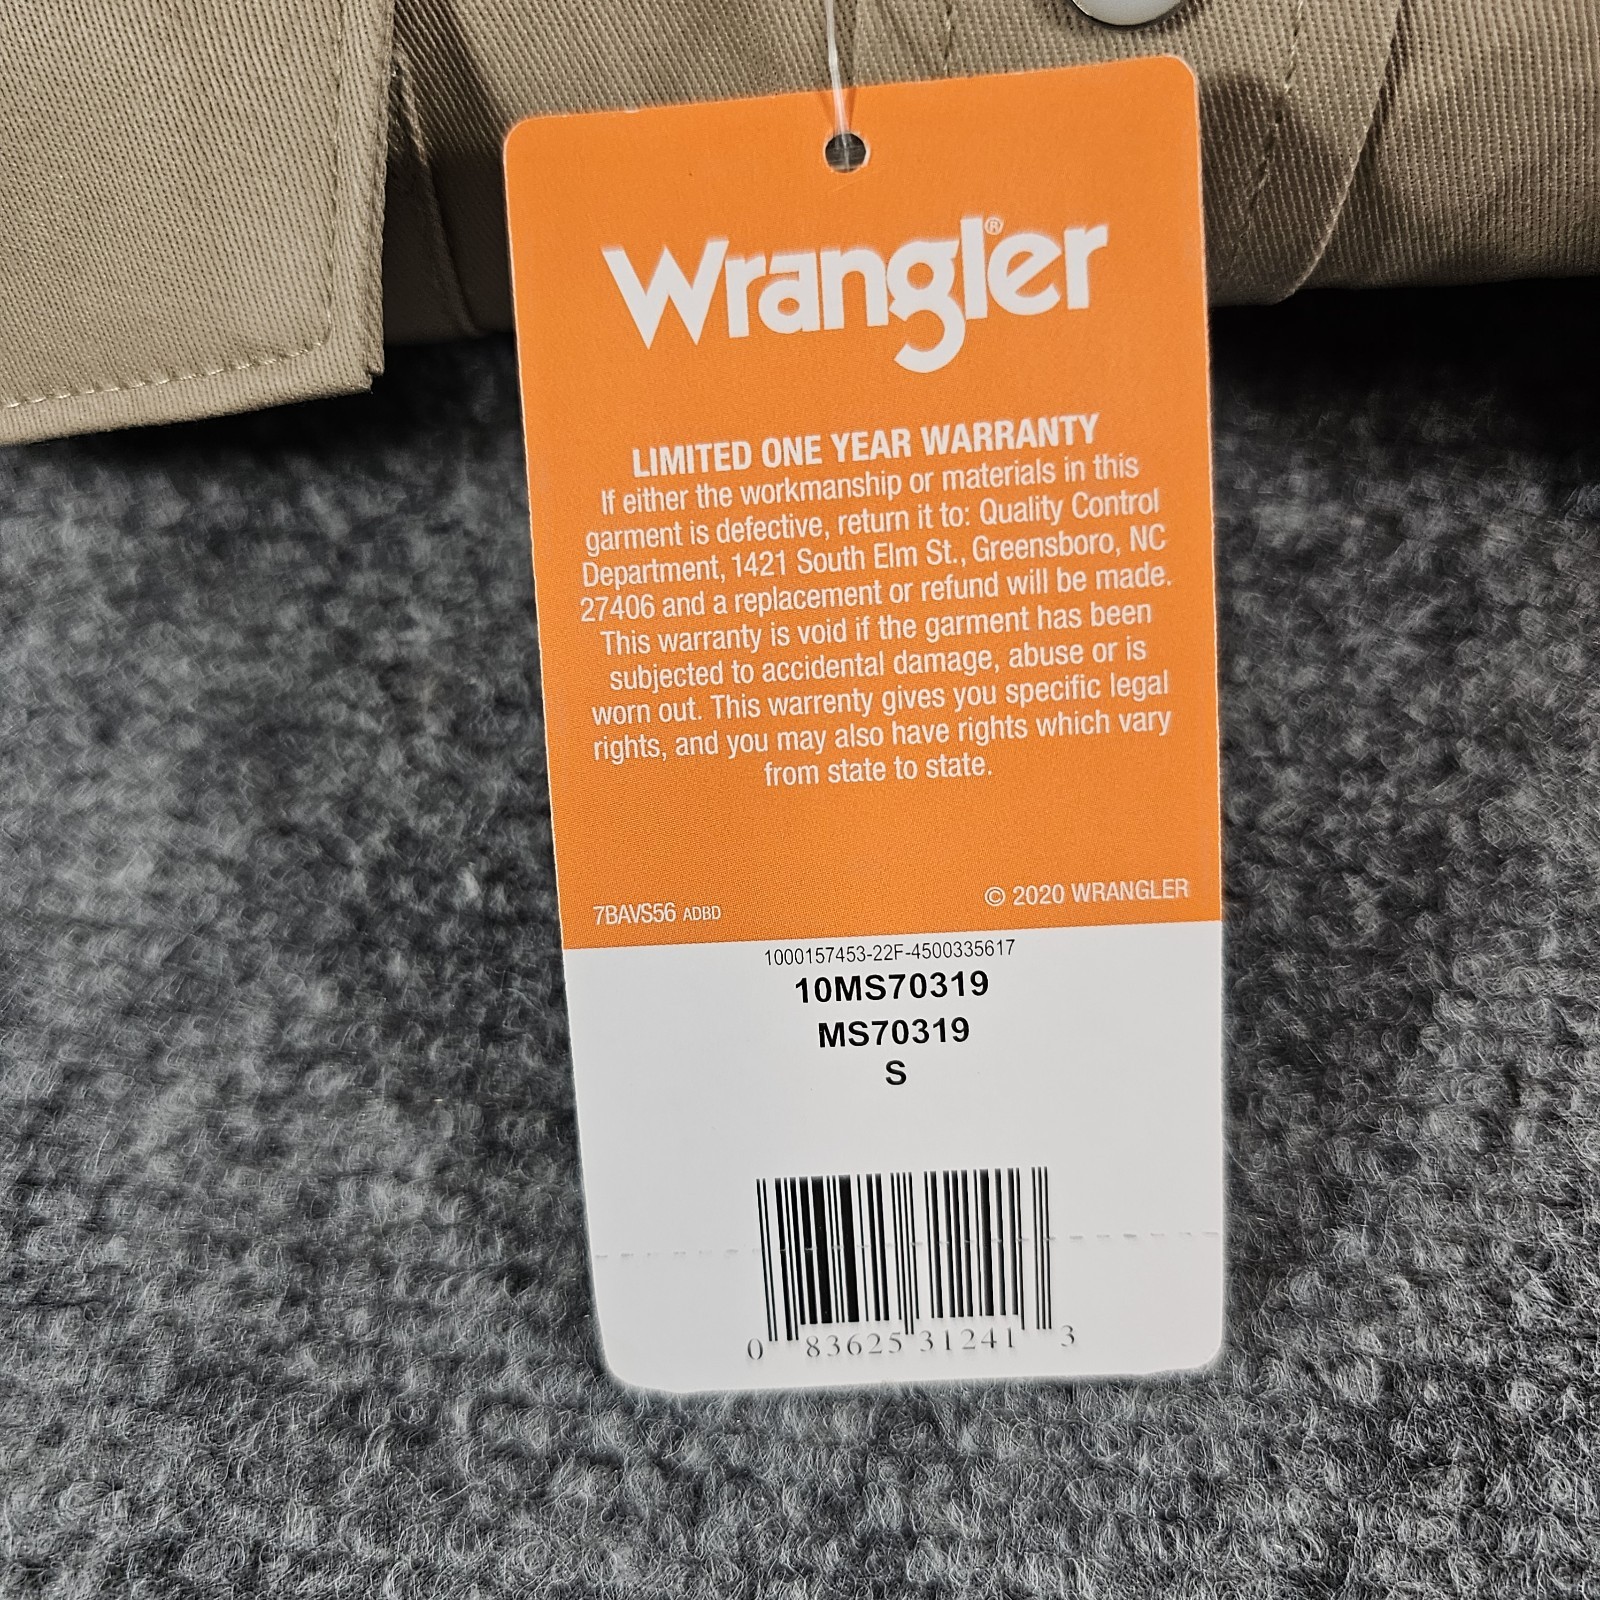 Wrangler®
LIMITED ONE YEAR WARRANTY
If either the workmanship or materials in this
garment is defective, return it to: Quality Control
Department, 1421 South Elm St., Greensboro, NC
27406 and a replacement or refund will be made.
This warranty is void if the garment has been
subjected to accidental damage, abuse or is
worn out. This warrenty gives you specific legal
rights, and you may also have rights which vary
from state to state.
7BAVS56 ADBD
© 2020 WRANGLER
1000157453-22F-4500335617
10MS70319
MS70319
S
0 83625 31241 3